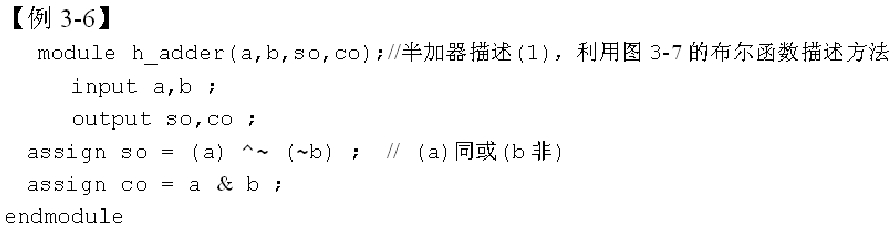 【例 3-6】
module h_adder(a,b,so,co);//半加器描述(1)，利用图 3-7 的布尔函数描述方法
input a,b ;
output so,co ;
assign so = (a) ^~ (~b) ; // (a)同或(b 非)
assign co = a & b ;
endmodule